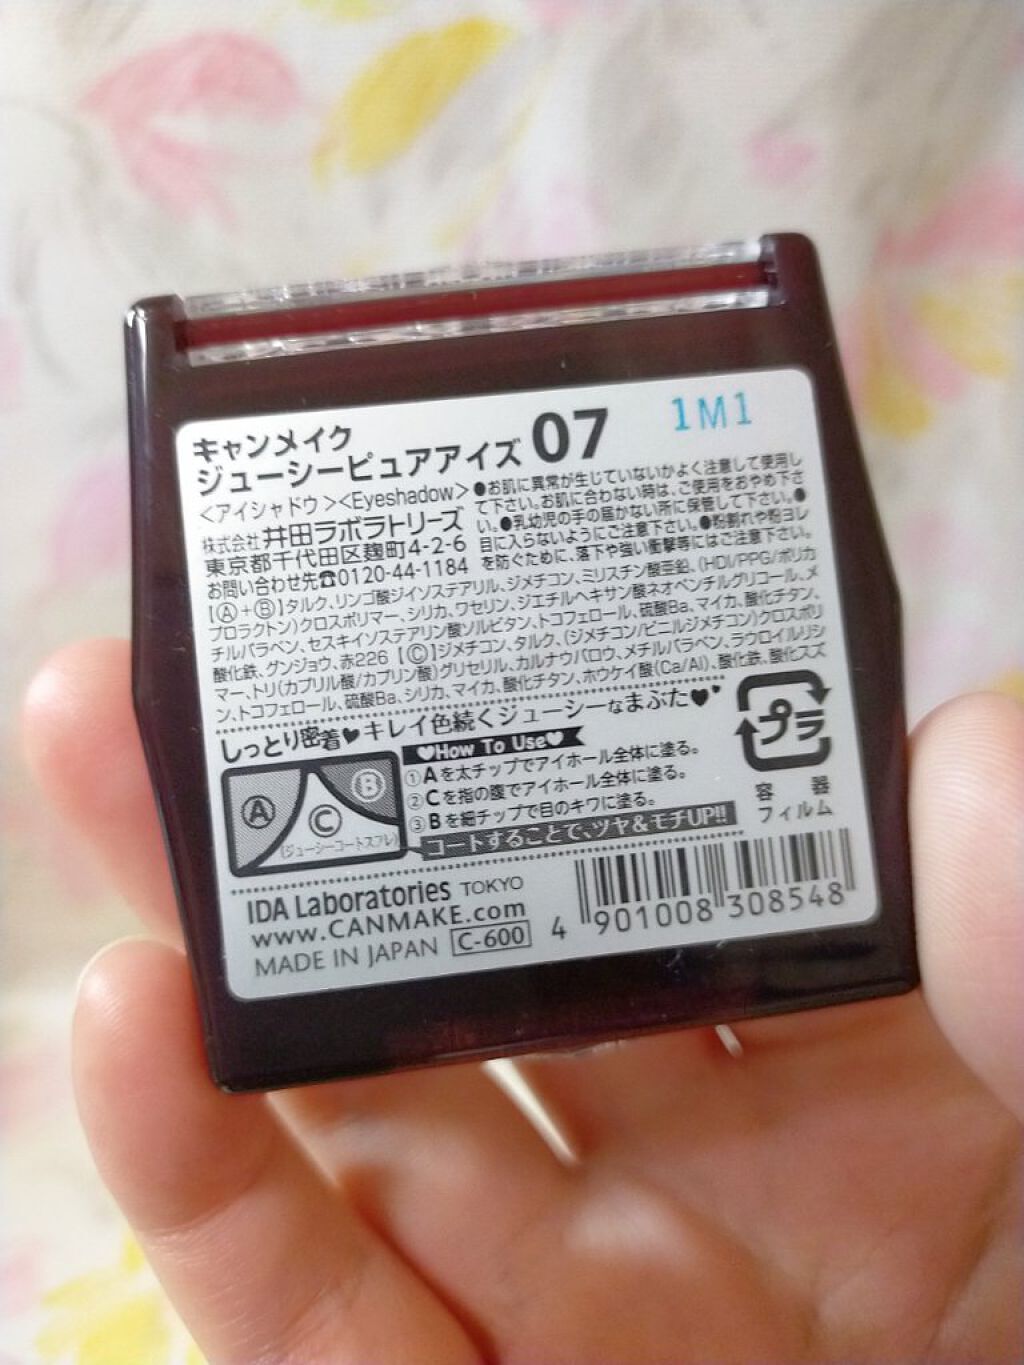 キャンメイク
ジューシーピュアアイズ 07
1M1
<アイシャドウ><Eyeshadow>
株式会社 井田ラボラトリーズ
東京都千代田区麹町4-2-6
お問い合わせ先☎0120-44-1184
●お肌に異常が生じていないかよく注意して使用し
て下さい。お肌に合わない時は、ご使用をおやめ下さ
い。●乳幼児の手の届かない所に保管して下さい。●
目に入らないようにご注意下さい。●粉割れや粉ヨレ
を防ぐために、落下や強い衝撃等にはご注意下さい。
【Ⓐ+Ⓑ】タルク、リンゴ酸ジイソステアリル、ジメチコン、ミリスチン酸亜鉛、(HDI/PPG/ポリカ
プロラクトン)クロスポリマー、シリカ、ワセリン、ジエチルヘキサン酸ネオペンチルグリコール、メ
チルパラベン、セスキイソステアリン酸ソルビタン、トコフェロール、硫酸Ba、マイカ、酸化チタン、
酸化鉄、グンジョウ、赤226【Ⓒ】ジメチコン、タルク、(ジメチコン/ビニルジメチコン)クロスポリ
マー、トリ(カプリル酸/カプリン酸)グリセリル、カルナウバロウ、メチルパラベン、ラウロイルリシ
ン、トコフェロール、硫酸Ba、シリカ、マイカ、酸化チタン、ホウケイ酸(Ca/Al)、酸化鉄、酸化スズ
しっとり密着♥キレイ色続くジューシーなまぶた♥
♥How To Use♥
①Aを太チップでアイホール全体に塗る。
②Cを指の腹でアイホール全体に塗る。
③Bを細チップで目のキワに塗る。
コートすることで、ツヤ&モチUP!!
Ⓐ
Ⓑ
Ⓒ
(ジューシーコートスフレ)
プラ
容器
フィルム
IDA Laboratories TOKYO
www.CANMAKE.com
MADE IN JAPAN C-600
4 901008 308548